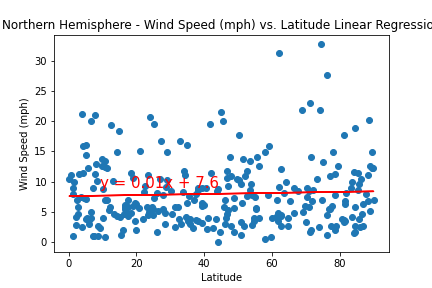 Northern Hemisphere - Wind Speed (mph) vs. Latitude Linear Regressio
30
25
20
15
10
5
0
Wind Speed (mph)
y = 0.01x + 7.6
0 20 40 60 80
Latitude